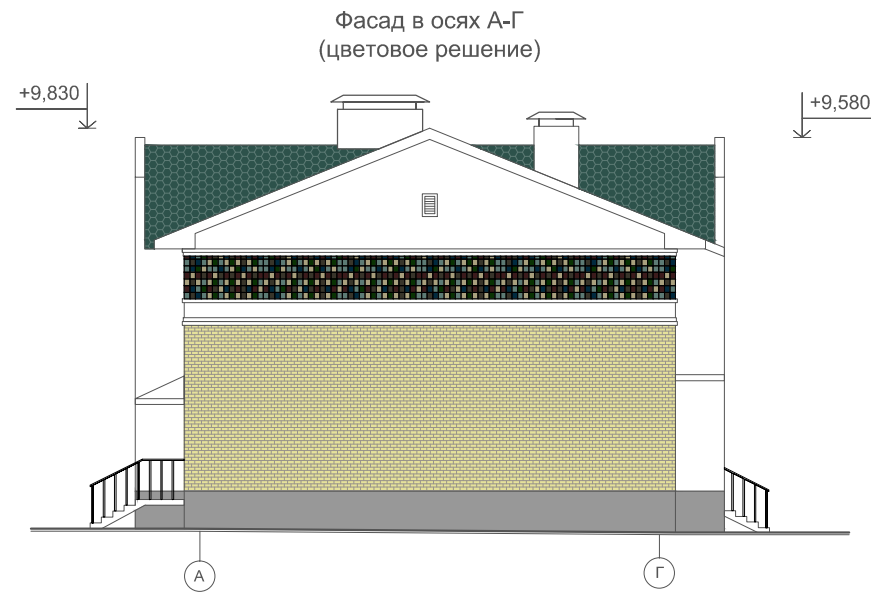 Фасад в осях А-Г
(цветовое решение)
+9,830
+9,580
А
Г